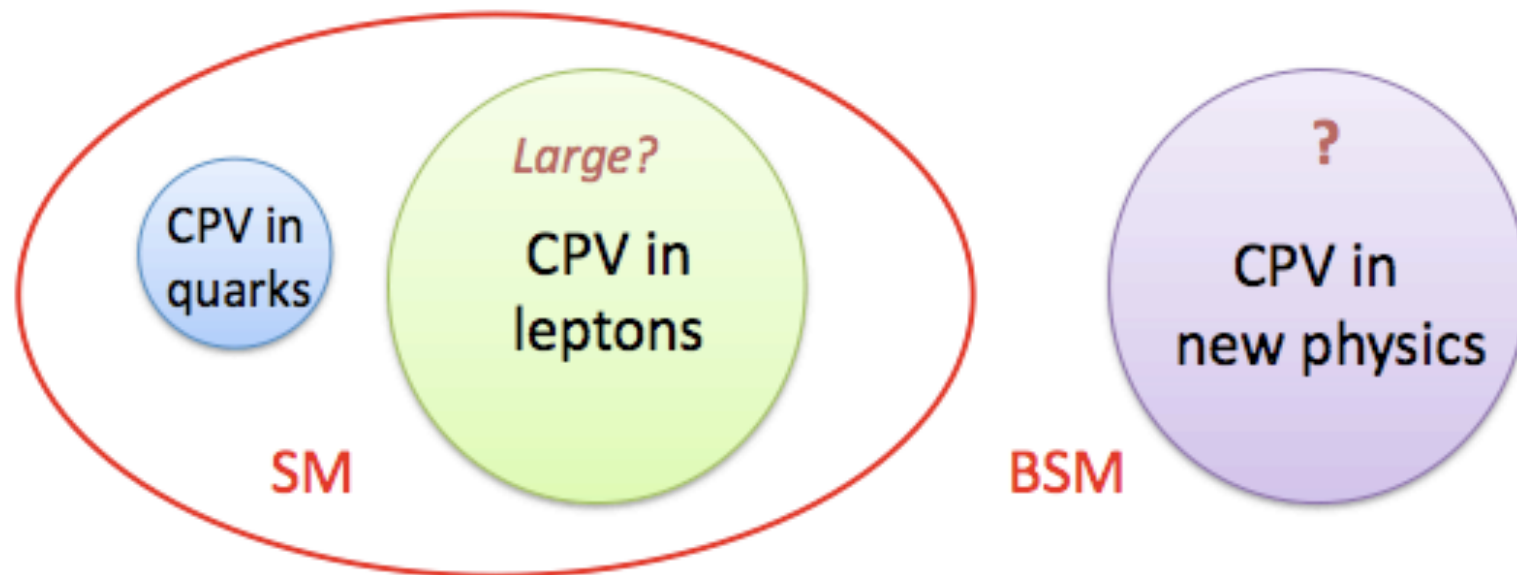 CPV in
quarks
Large?
CPV in
leptons
SM
BSM
?
CPV in
new physics